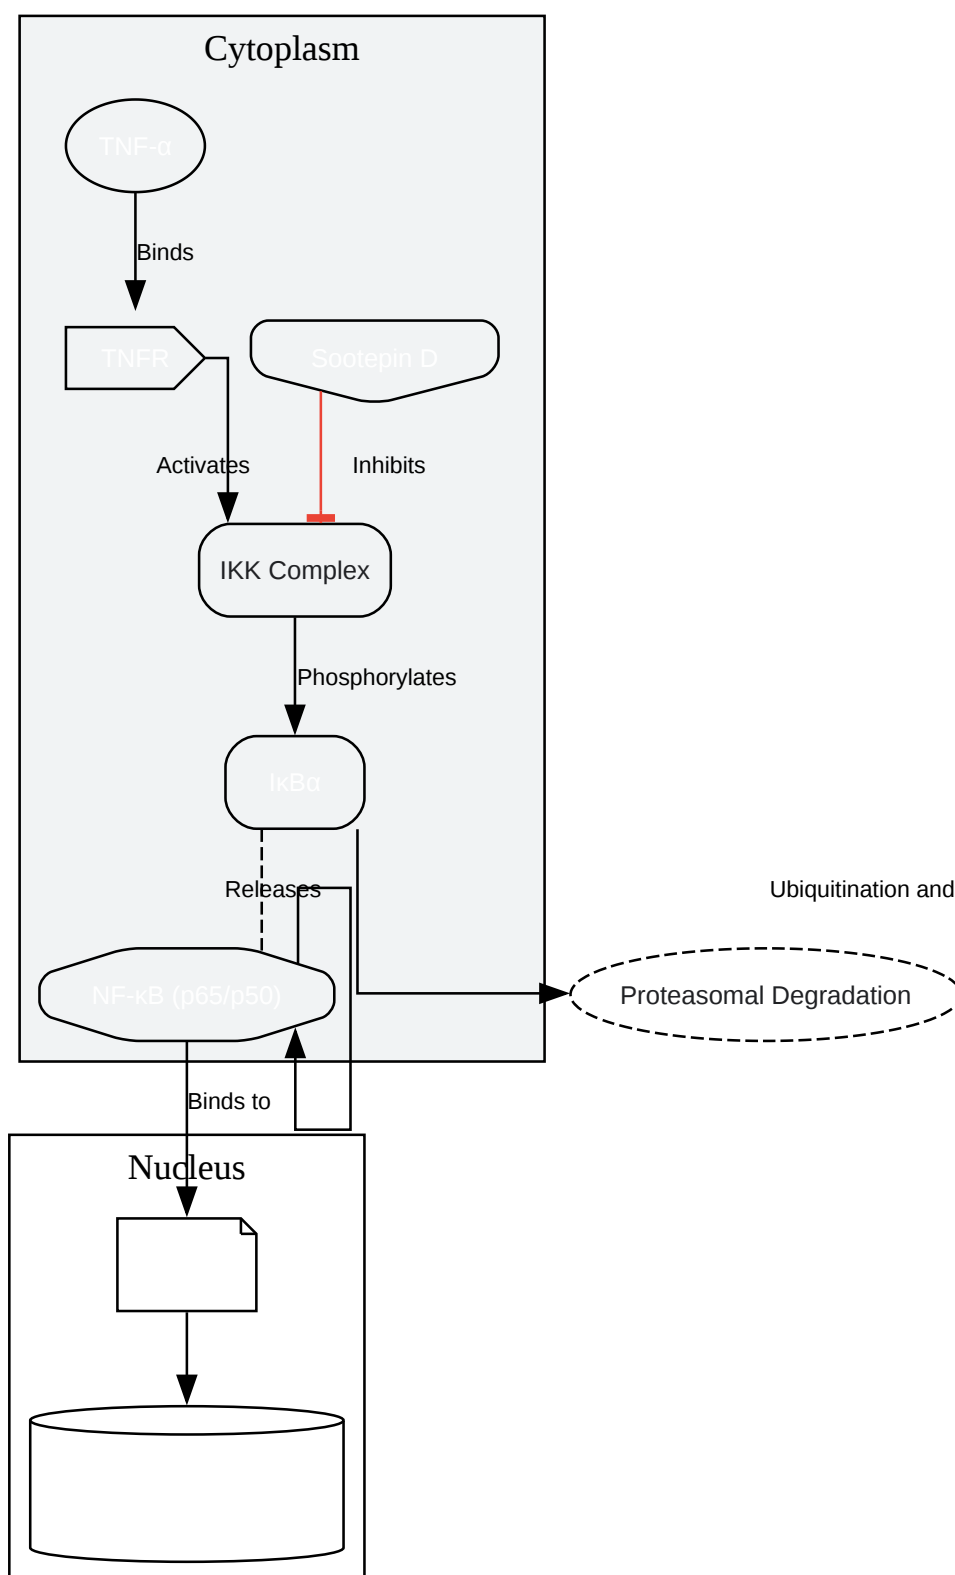 Cytoplasm
TNF-α
Binds
TNFR
Sootepin D
Activates
Inhibits
IKK Complex
Phosphorylates
IκBα
Releases
Ubiquitination and
NF-κB (p65/p50)
Proteasomal Degradation
Binds to
Nucleus